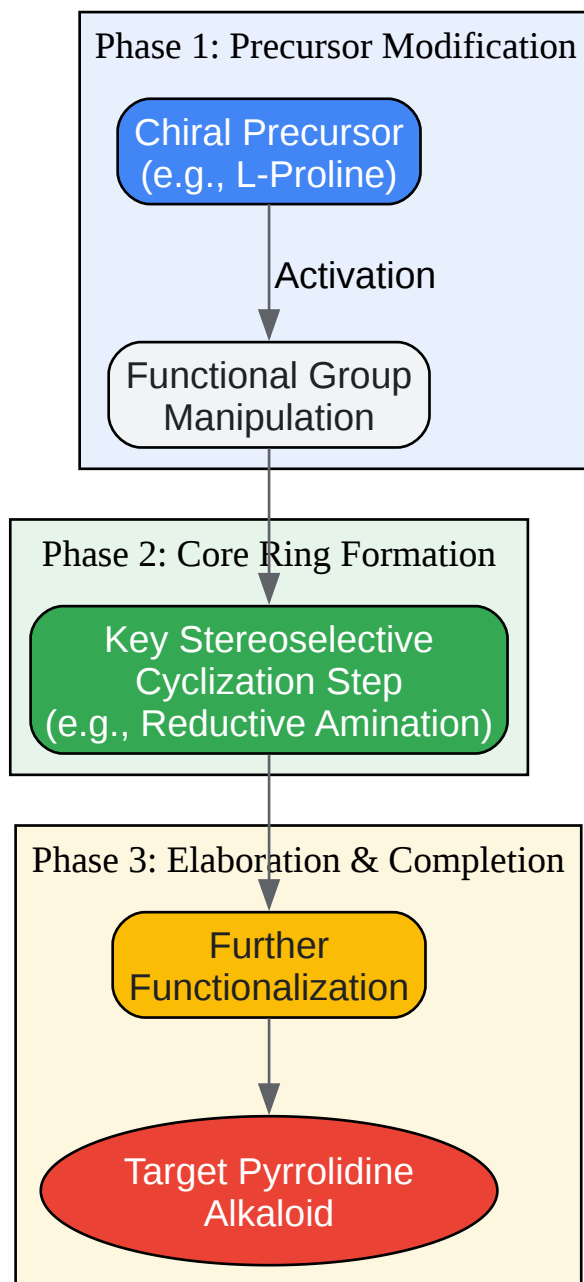 Phase 1: Precursor Modification
Chiral Precursor
(e.g., L-Proline)
Activation
Functional Group
Manipulation
Phase 2: Core Ring Formation
Key Stereoselective
Cyclization Step
(e.g., Reductive Amination)
Phase 3: Elaboration & Completion
Further
Functionalization
Target Pyrrolidine
Alkaloid